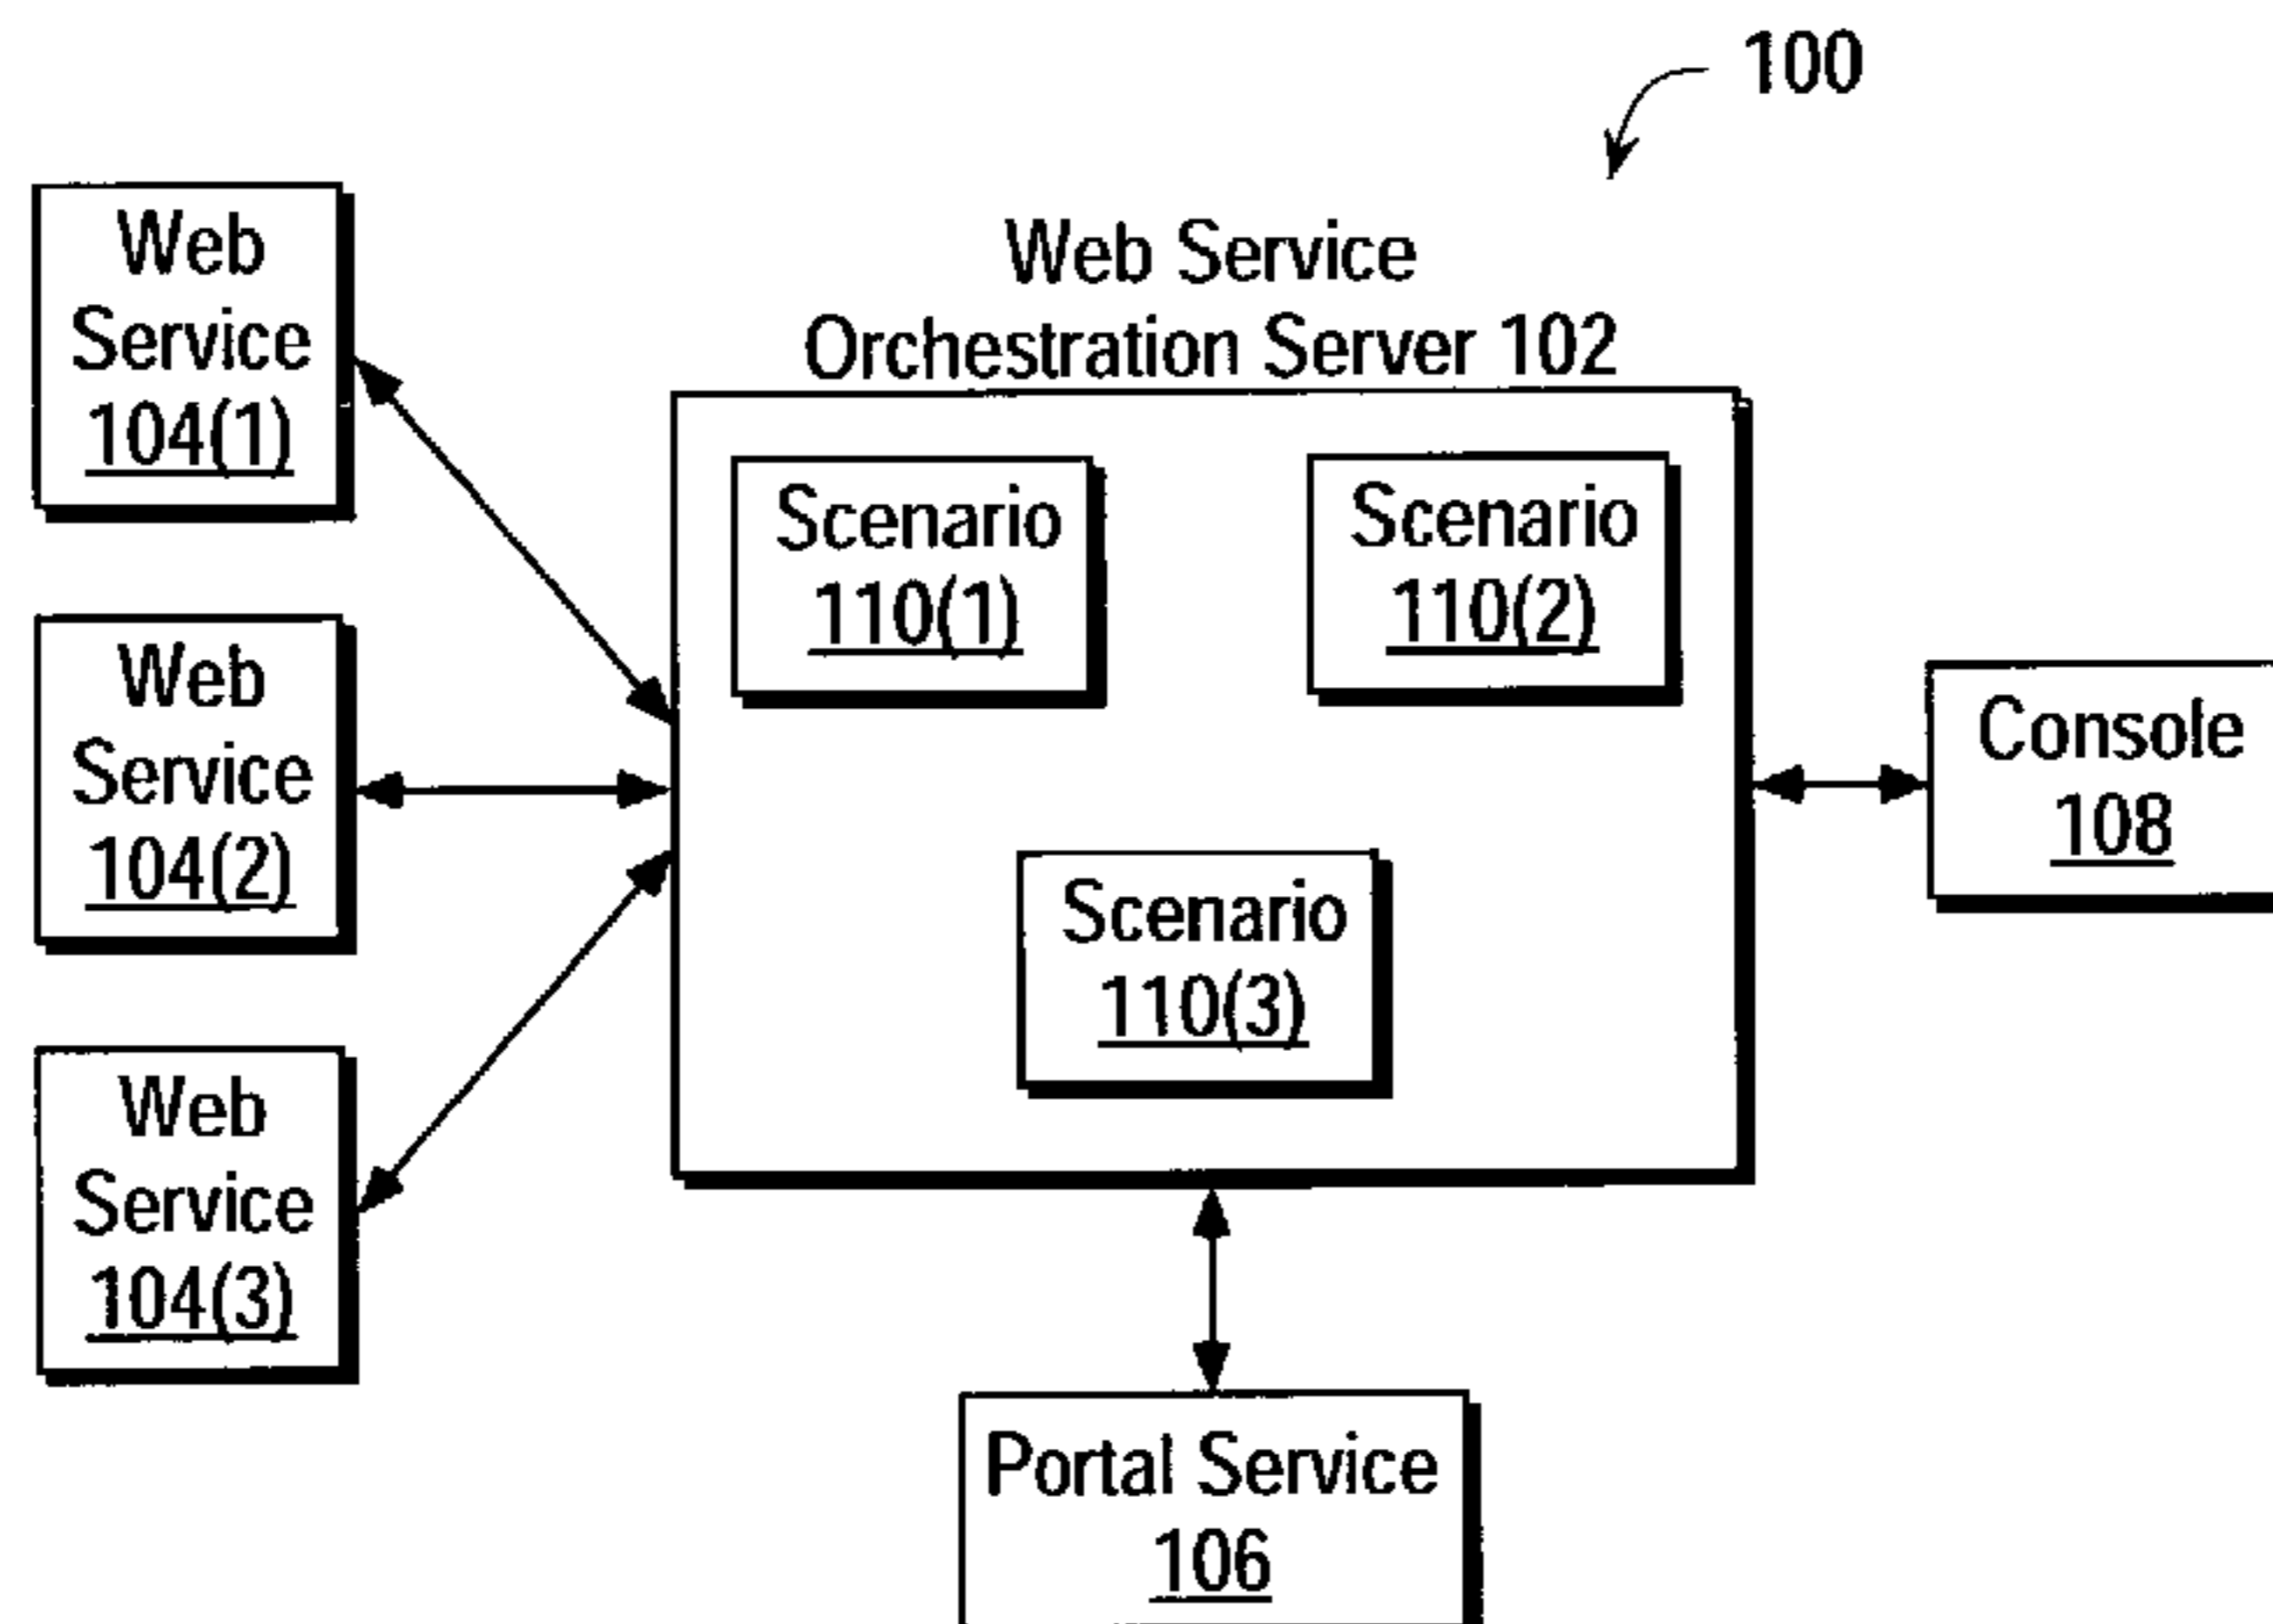 100
Web
Service
104(1)
Web Service
Orchestration Server 102
Scenario
110(1)
Scenario
110(2)
Web
Service
104(2)
Console
108
Scenario
110(3)
Web
Service
104(3)
Portal Service
106